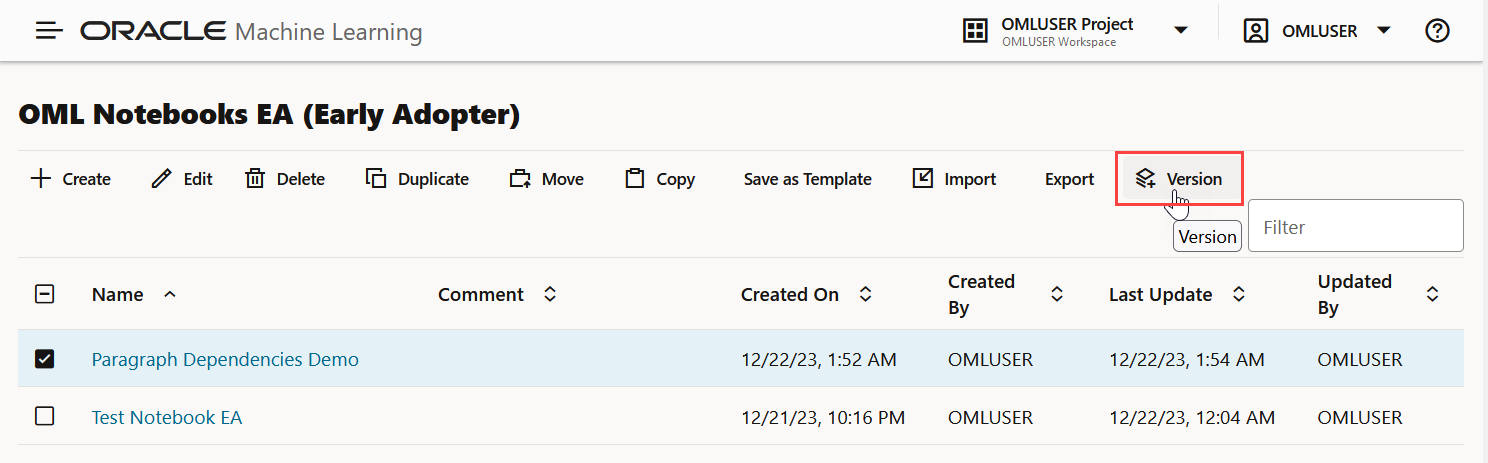 ORACLE Machine Learning
OMLUSER Project
OMLUSER Workspace
OMLUSER
?
OML Notebooks EA (Early Adopter)
Create Edit Delete Duplicate Move Copy Save as Template Import Export Version
Version
Filter
Name Comment Created On Created By Last Update Updated By
Paragraph Dependencies Demo 12/22/23, 1:52 AM OMLUSER 12/22/23, 1:54 AM OMLUSER
Test Notebook EA 12/21/23, 10:16 PM OMLUSER 12/22/23, 12:04 AM OMLUSER